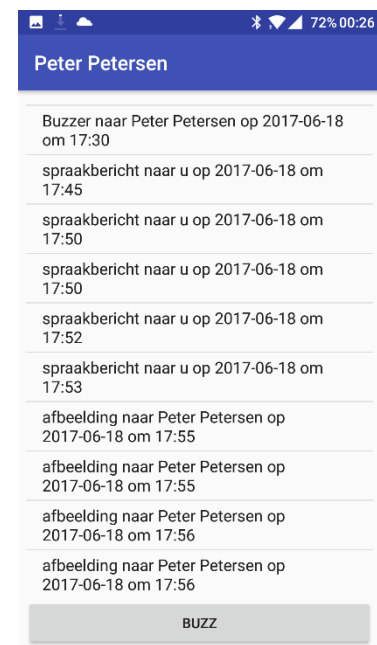 72% 00:26
Peter Petersen
Buzzer naar Peter Petersen op 2017-06-18
om 17:30
spraakbericht naar u op 2017-06-18 om
17:45
spraakbericht naar u op 2017-06-18 om
17:50
spraakbericht naar u op 2017-06-18 om
17:50
spraakbericht naar u op 2017-06-18 om
17:52
spraakbericht naar u op 2017-06-18 om
17:53
afbeelding naar Peter Petersen op
2017-06-18 om 17:55
afbeelding naar Peter Petersen op
2017-06-18 om 17:55
afbeelding naar Peter Petersen op
2017-06-18 om 17:56
afbeelding naar Peter Petersen op
2017-06-18 om 17:56
BUZZ